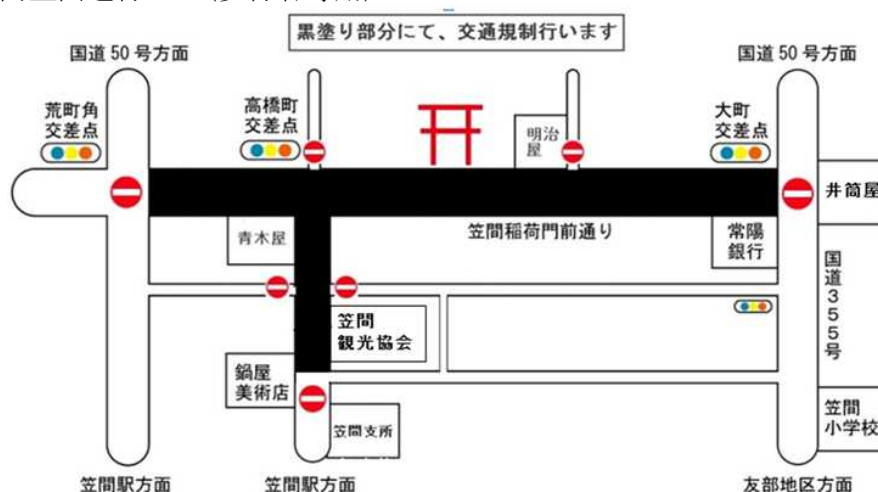 黒塗り部分にて、交通規制行います
国道50号方面
国道50号方面
荒町角
交差点
高橋町
交差点
明治
屋
大町
交差点
井筒屋
青木屋
笠間稲荷門前通り
常陽
銀行
国道355号
笠間
観光協会
鍋屋
美術店
笠間支所
笠間
小学校
笠間駅方面
笠間駅方面
友部地区方面